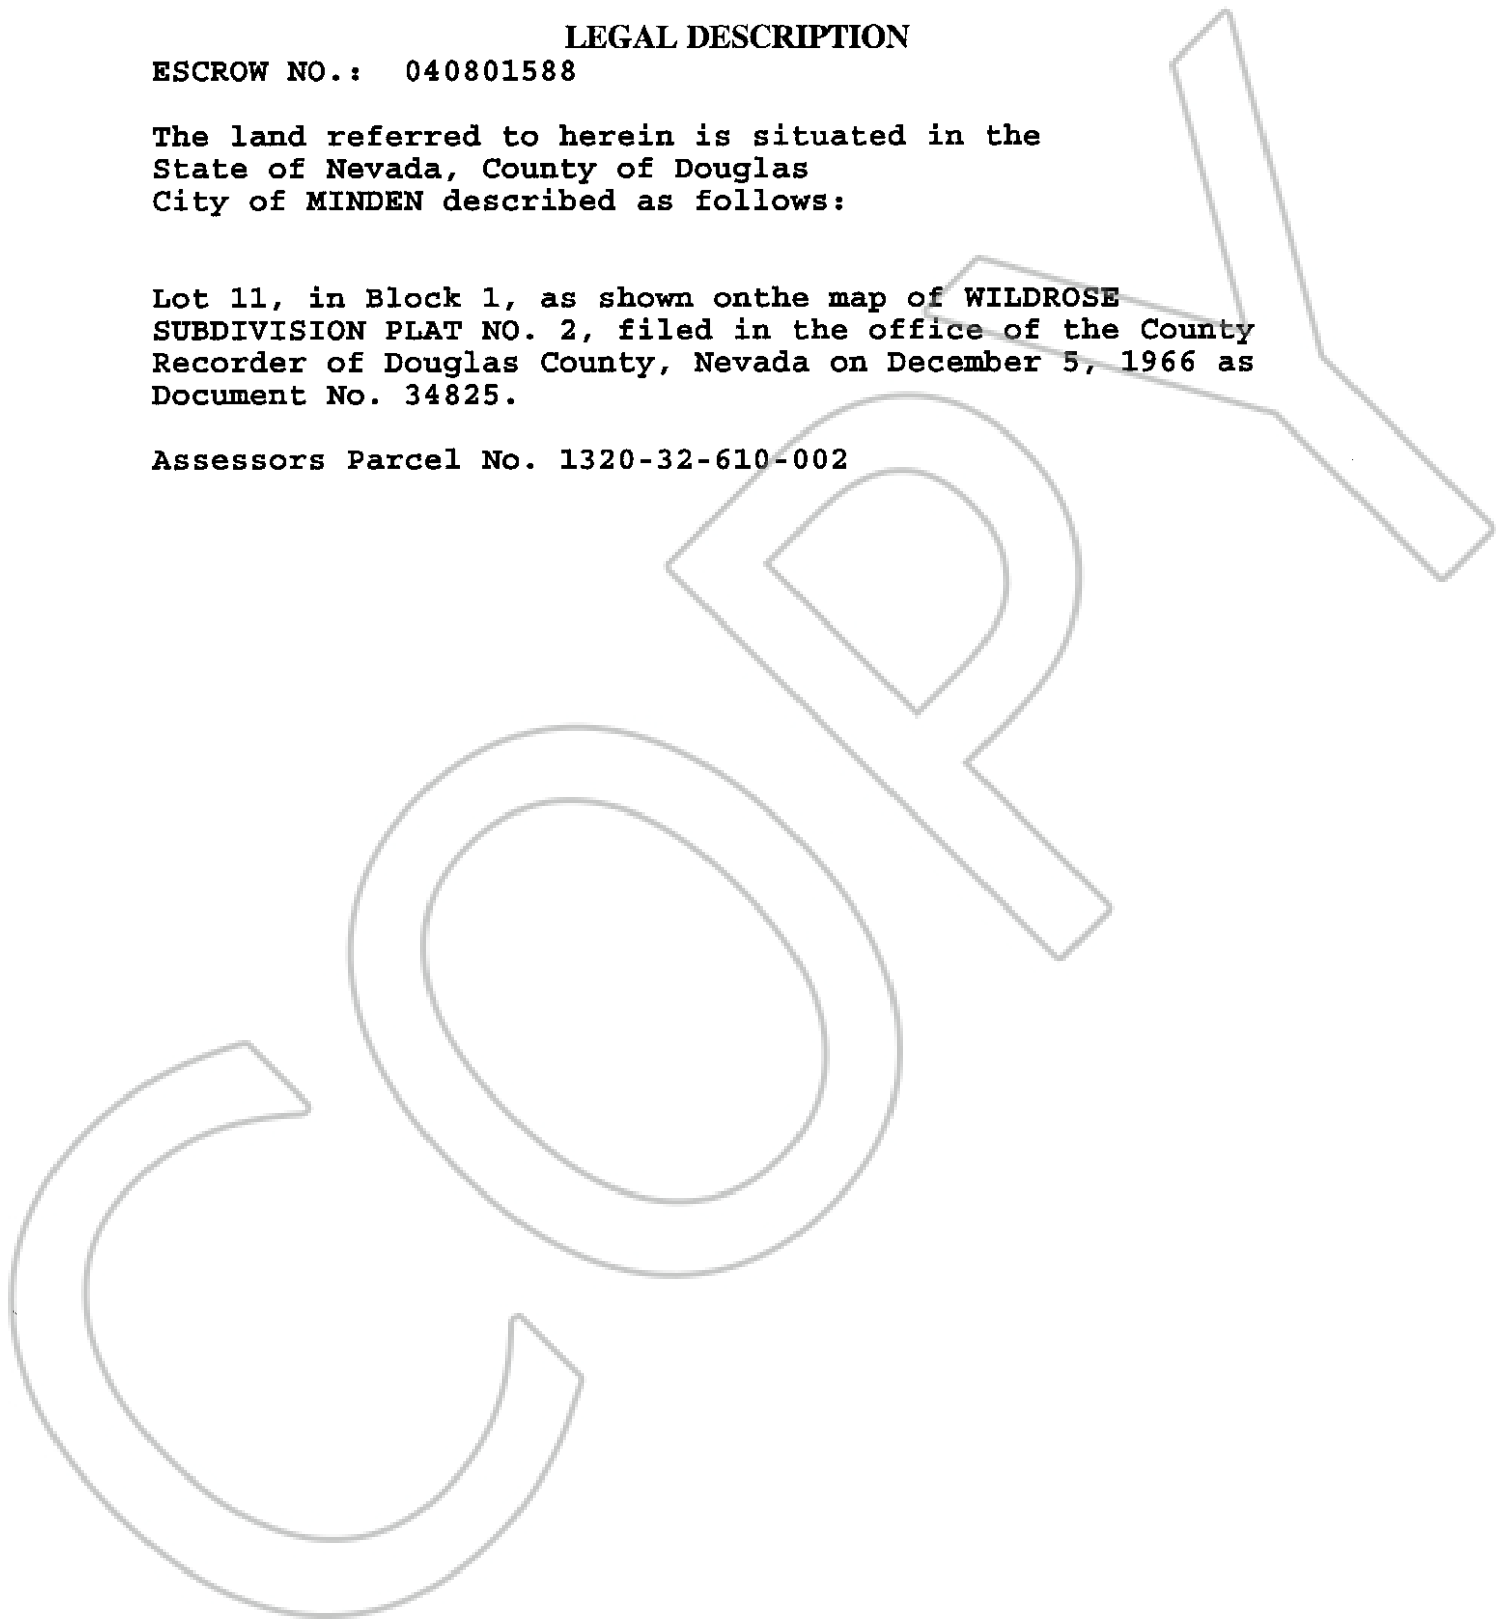 LEGAL DESCRIPTION
ESCROW NO.: 040801588
The land referred to herein is situated in the
State of Nevada, County of Douglas
City of MINDEN described as follows:
Lot 11, in Block 1, as shown onthe map of WILDROSE
SUBDIVISION PLAT NO. 2, filed in the office of the County
Recorder of Douglas County, Nevada on December 5, 1966 as
Document No. 34825.
Assessors Parcel No. 1320-32-610-002
COPY